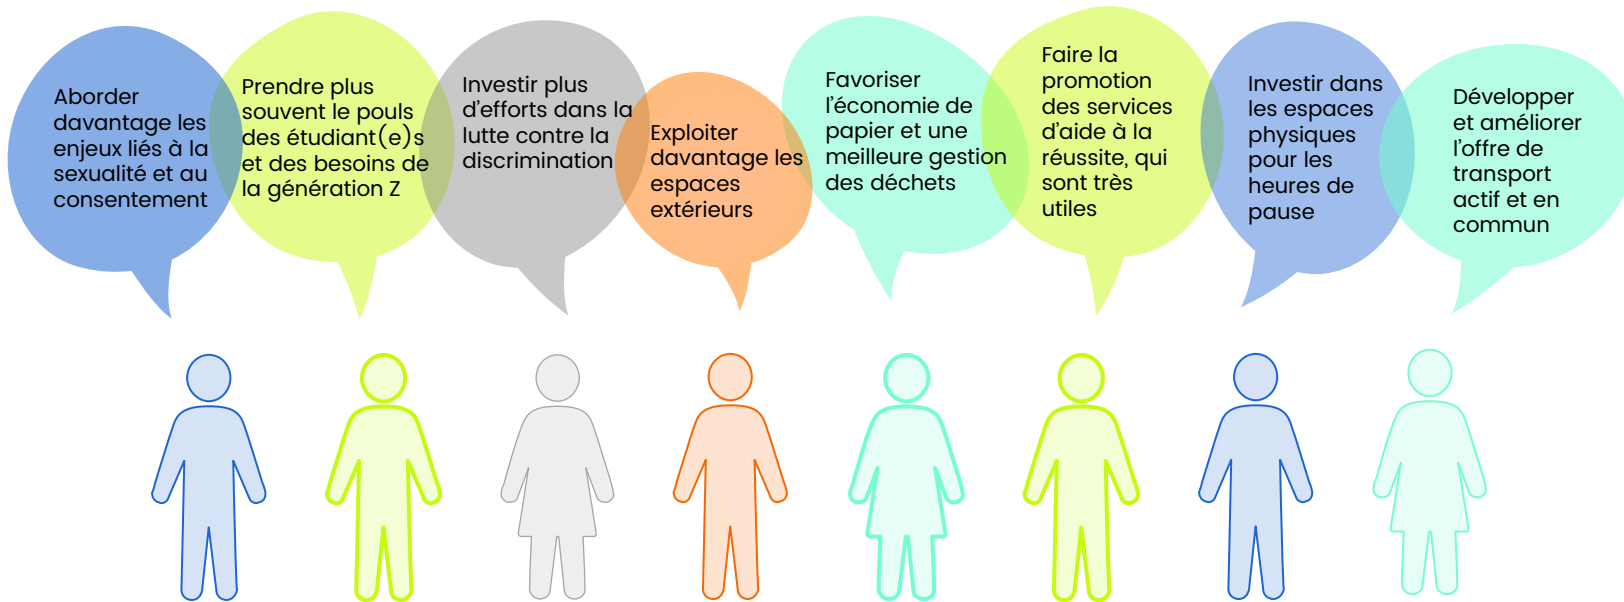 Aborder
davantage les
enjeux liés à la
sexualité et au
consentement
Prendre plus
souvent le pouls
des étudiant(e)s
et des besoins de
la génération Z
Investir plus
d'efforts dans la
lutte contre la
discrimination
Exploiter
davantage les
espaces
extérieurs
Favoriser
l'économie de
papier et une
meilleure gestion
des déchets
Faire la
promotion
des services
d'aide à la
réussite, qui
sont très
utiles
Investir dans
les espaces
physiques
pour les
heures de
pause
Développer
et améliorer
l'offre de
transport
actif et en
commun